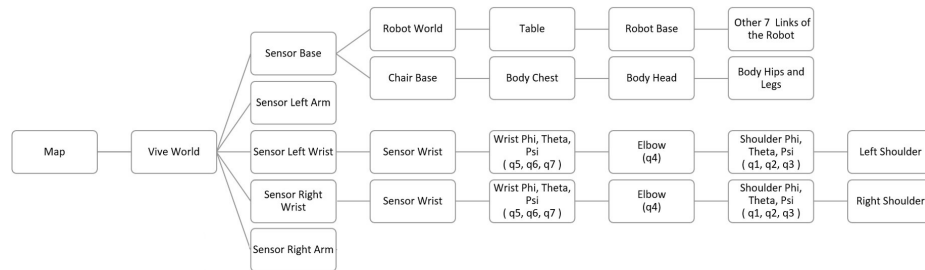 Robot World
Table
Robot Base
Other 7 Links of
the Robot
Sensor Base
Chair Base
Body Chest
Body Head
Body Hips and
Legs
Sensor Left Arm
Map
Vive World
Sensor Left Wrist
Sensor Wrist
Wrist Phi, Theta,
Psi
( q5, q6, q7 )
Elbow
(q4)
Shoulder Phi,
Theta, Psi
( q1, q2, q3 )
Left Shoulder
Sensor Right
Wrist
Sensor Wrist
Wrist Phi, Theta,
Psi
( q5, q6, q7 )
Elbow
(q4)
Shoulder Phi,
Theta, Psi
( q1, q2, q3 )
Right Shoulder
Sensor Right Arm